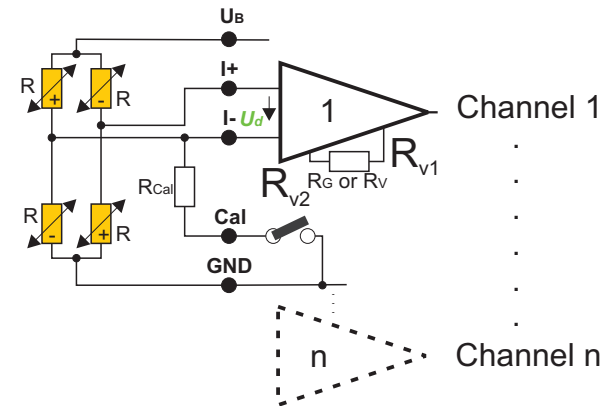 UB
I+
R + - R
1
Channel 1
I- Ud
RCal
RG or RV
Rv1
Rv2
R - + R
Cal
GND
n
Channel n